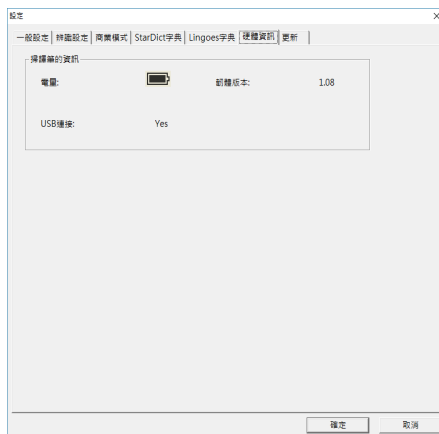 設定
一般設定 辨識設定 商業模式 StarDict字典 Lingoes字典 硬體資訊 更新
掃譯筆的資訊
電量: 韌體版本: 1.08
USB連接: Yes
確定 取消